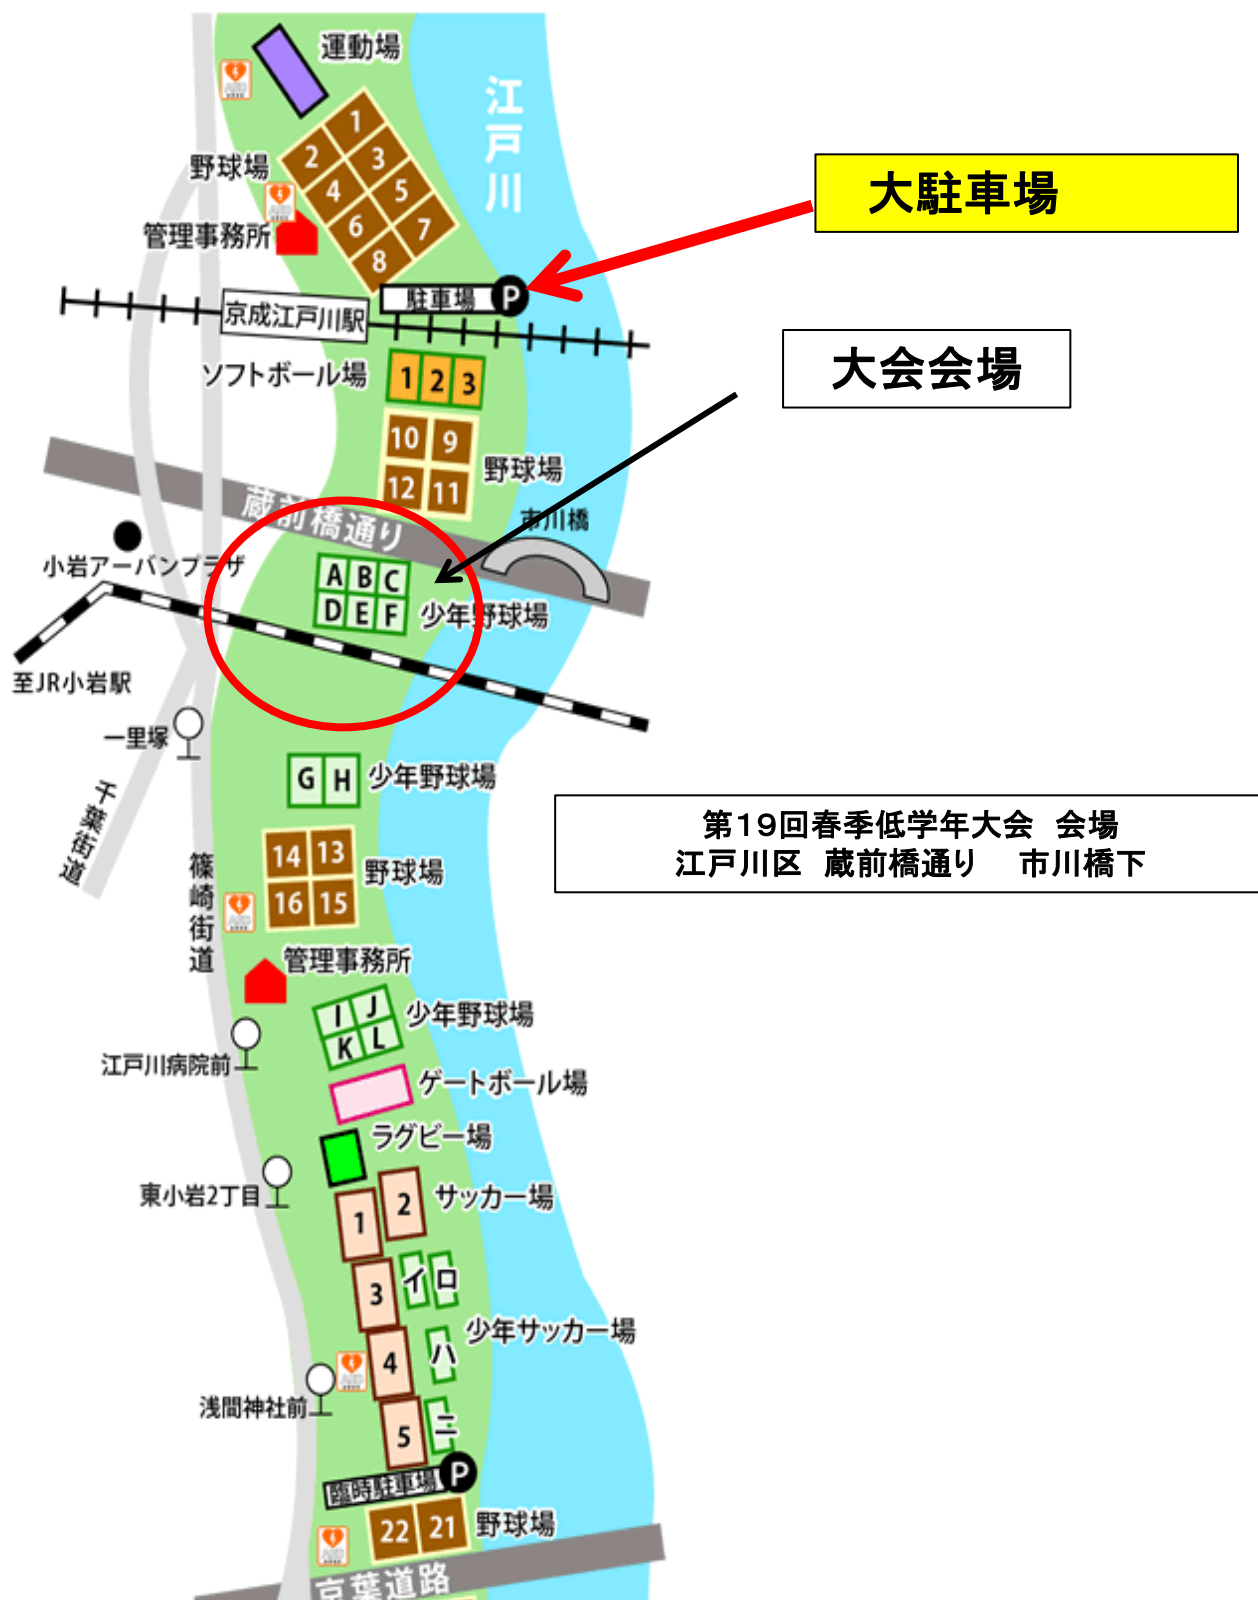 運動場
江戸川
1
2
3
野球場
4
5
大駐車場
6
7
管理事務所
8
駐車場
P
京成江戸川駅
ソフトボール場
1 2 3
大会会場
10 9
野球場
12 11
蔵前橋通り
市川橋
小岩アーバンプラザ
A B C
D E F
少年野球場
至JR小岩駅
一里塚
千葉街道
G H
少年野球場
第19回春季低学年大会 会場
江戸川区 蔵前橋通り 市川橋下
14 13
野球場
16 15
篠崎街道
管理事務所
I J
少年野球場
K L
江戸川病院前
ゲートボール場
ラグビー場
東小岩2丁目
2
サッカー場
1
3
イ ロ
少年サッカー場
4
ハ
浅間神社前
5
ニ
臨時駐車場
P
22 21
野球場
京葉道路